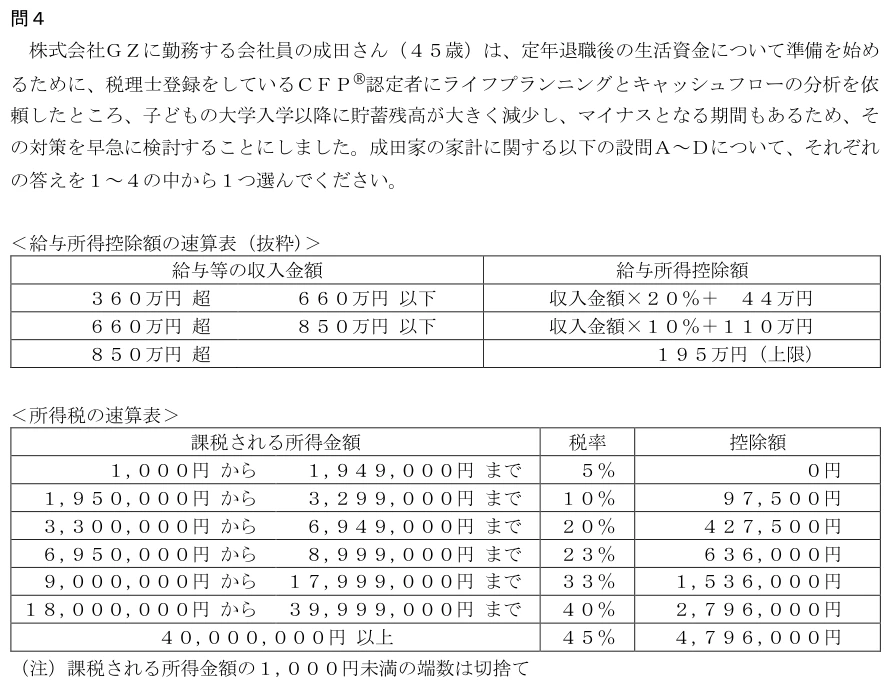 問４
　株式会社ＧＺに勤務する会社員の成田さん（４５歳）は、定年退職後の生活資金について準備を始め
るために、税理士登録をしているＣＦＰ®認定者にライフプランニングとキャッシュフローの分析を依
頼したところ、子どもの大学入学以降に貯蓄残高が大きく減少し、マイナスとなる期間もあるため、そ
の対策を早急に検討することにしました。成田家の家計に関する以下の設問Ａ～Ｄについて、それぞれ
の答えを１～４の中から１つ選んでください。
＜給与所得控除額の速算表（抜粋）＞
給与等の収入金額　給与所得控除額
３６０万円 超　６６０万円 以下　収入金額×２０％＋　４４万円
６６０万円 超　８５０万円 以下　収入金額×１０％＋１１０万円
８５０万円 超　１９５万円（上限）
＜所得税の速算表＞
課税される所得金額　税率　控除額
１，０００円 から　１，９４９，０００円 まで　５％　０円
１，９５０，０００円 から　３，２９９，０００円 まで　１０％　９７，５００円
３，３００，０００円 から　６，９４９，０００円 まで　２０％　４２７，５００円
６，９５０，０００円 から　８，９９９，０００円 まで　２３％　６３６，０００円
９，０００，０００円 から　１７，９９９，０００円 まで　３３％　１，５３６，０００円
１８，０００，０００円 から　３９，９９９，０００円 まで　４０％　２，７９６，０００円
４０，０００，０００円 以上　４５％　４，７９６，０００円
（注）課税される所得金額の１，０００円未満の端数は切捨て